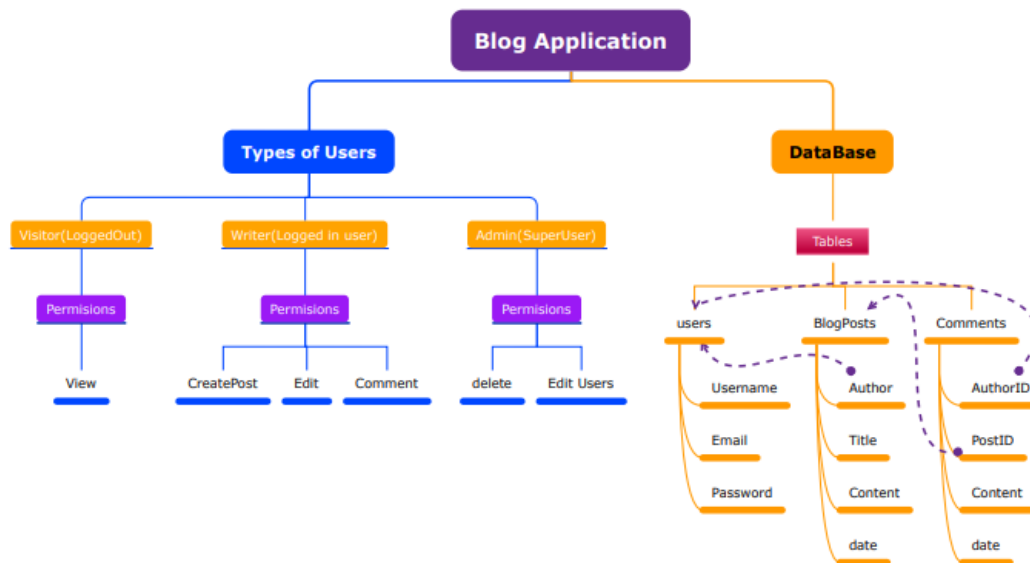 Blog Application
Types of Users
DataBase
Visitor(LoggedOut)
Writer(Logged in user)
Admin(SuperUser)
Tables
Permisions
Permisions
Permisions
users
BlogPosts
Comments
View
CreatePost
Edit
Comment
delete
Edit Users
Username
Author
AuthorID
Email
Title
PostID
Password
Content
Content
date
date